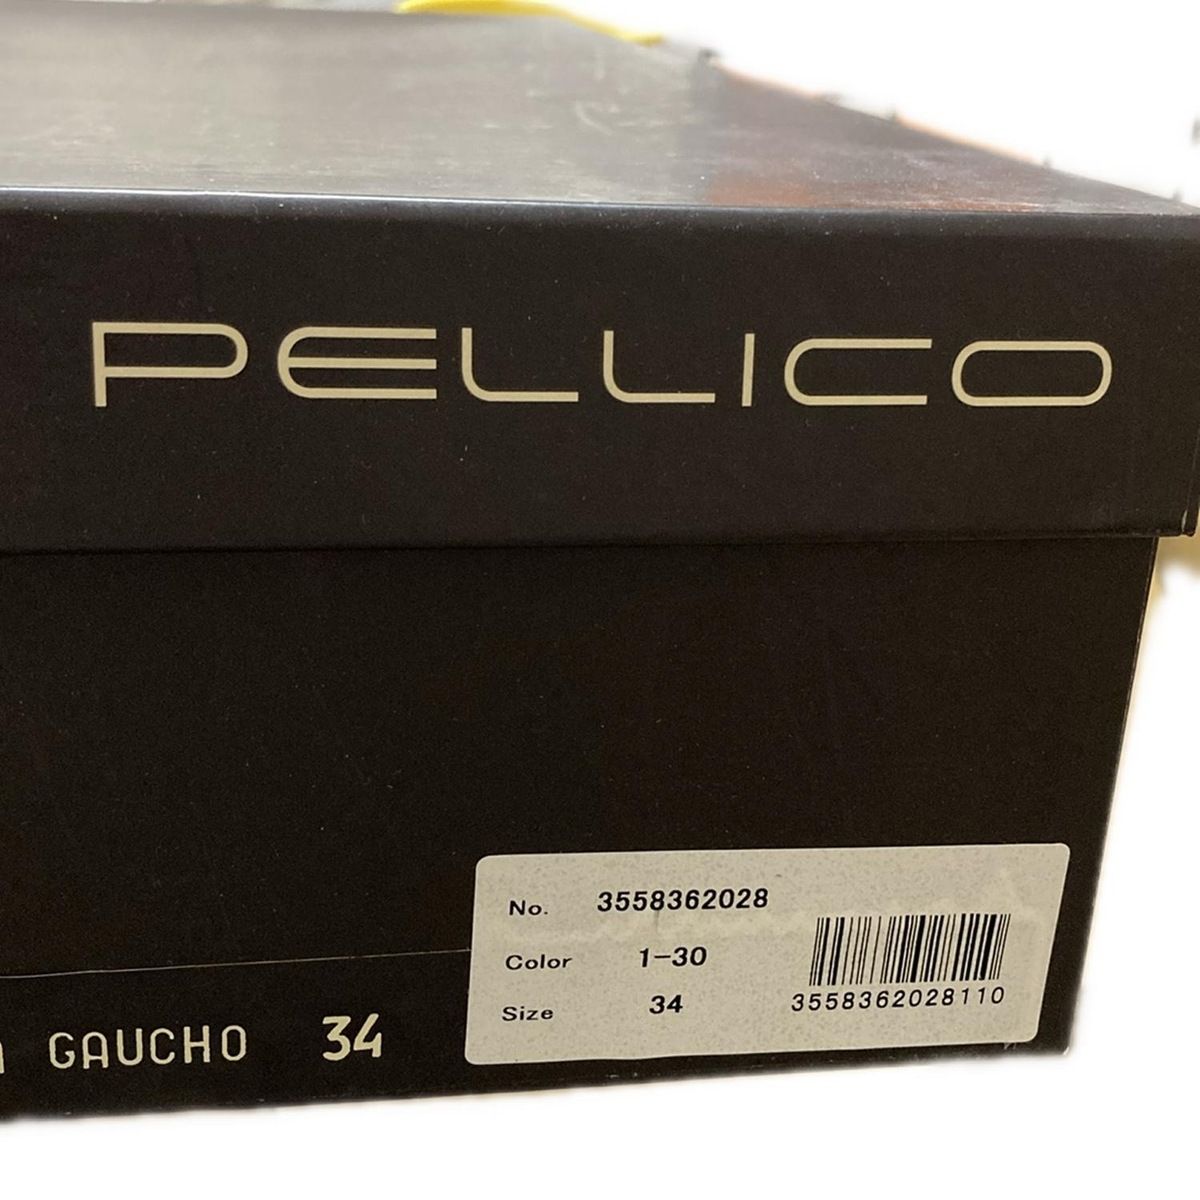 PELLICO
No. 3558362028
Color 1-30
Size 34
3558362028110
GAUCHO 34